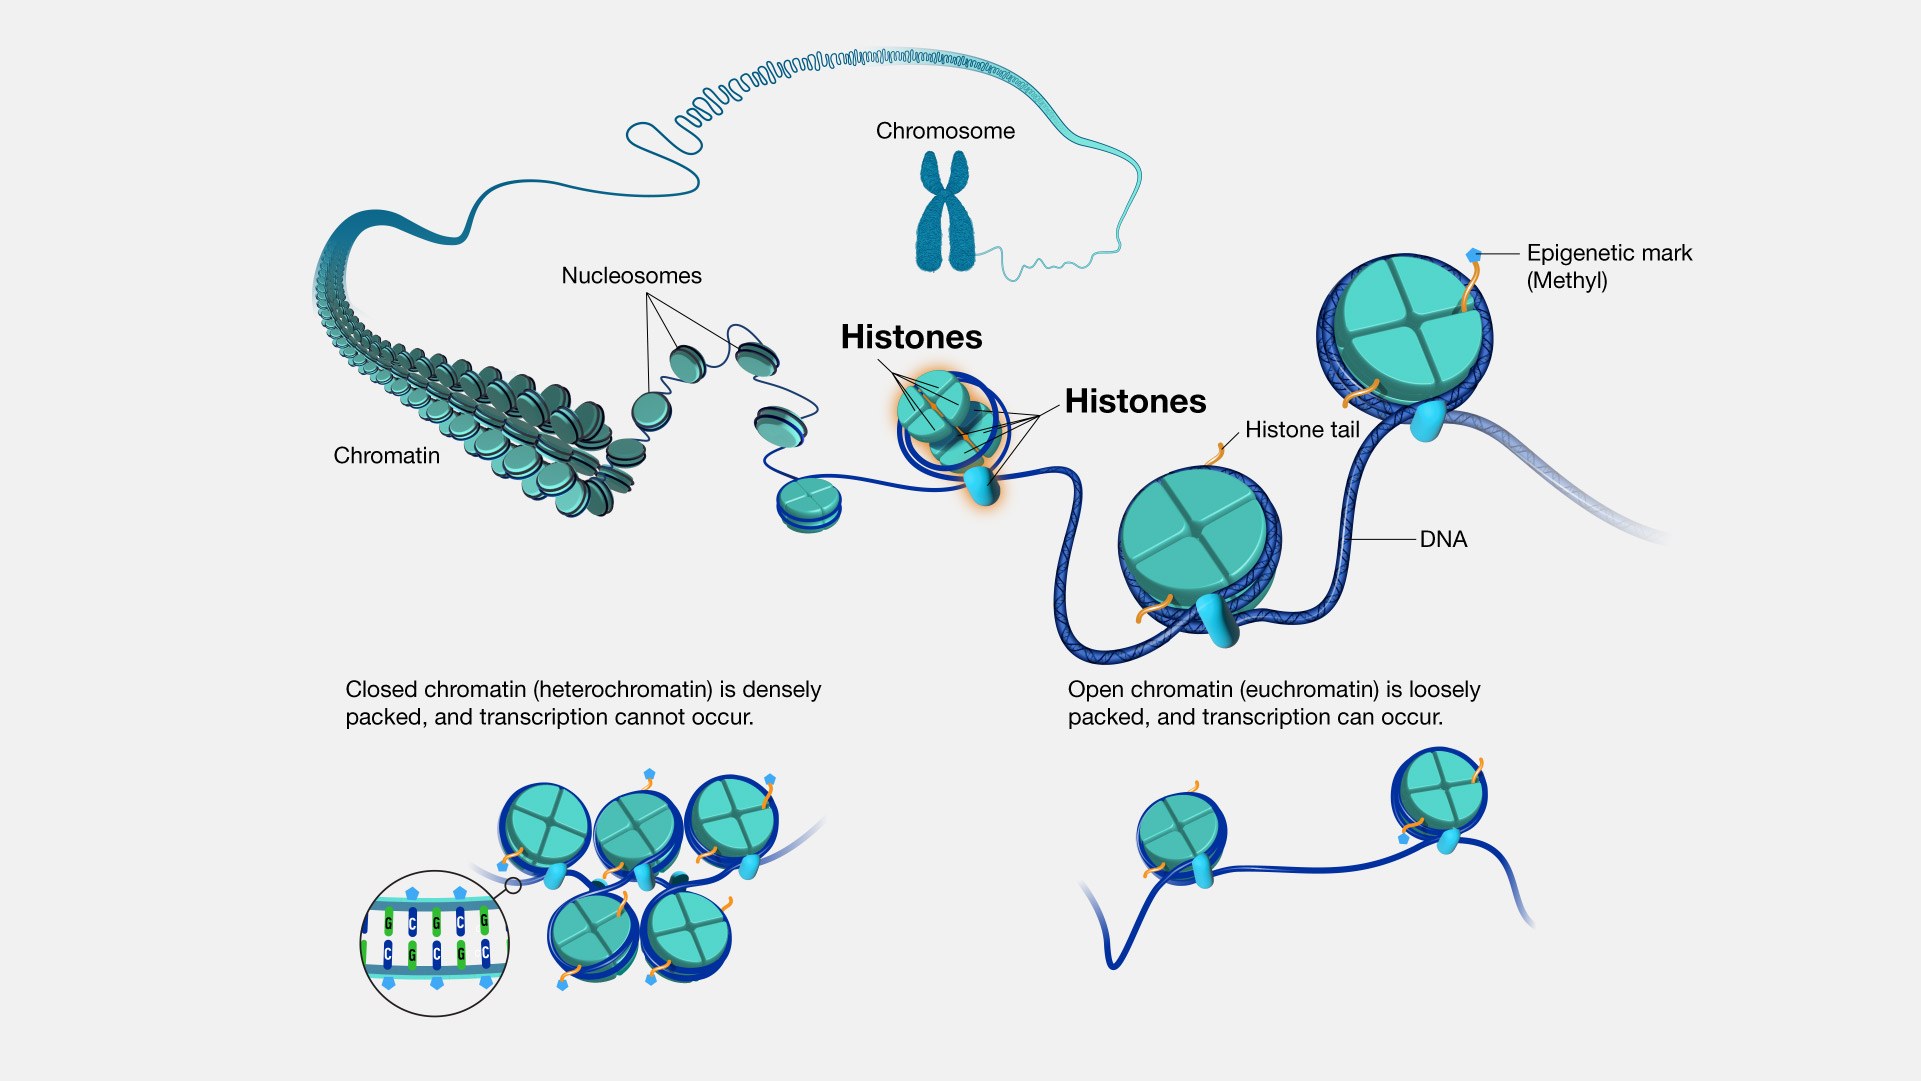 Chromosome
Nucleosomes
Epigenetic mark
(Methyl)
Histones
Histones
Histone tail
Chromatin
DNA
Closed chromatin (heterochromatin) is densely
packed, and transcription cannot occur.
Open chromatin (euchromatin) is loosely
packed, and transcription can occur.
G C G C G
C G C G C